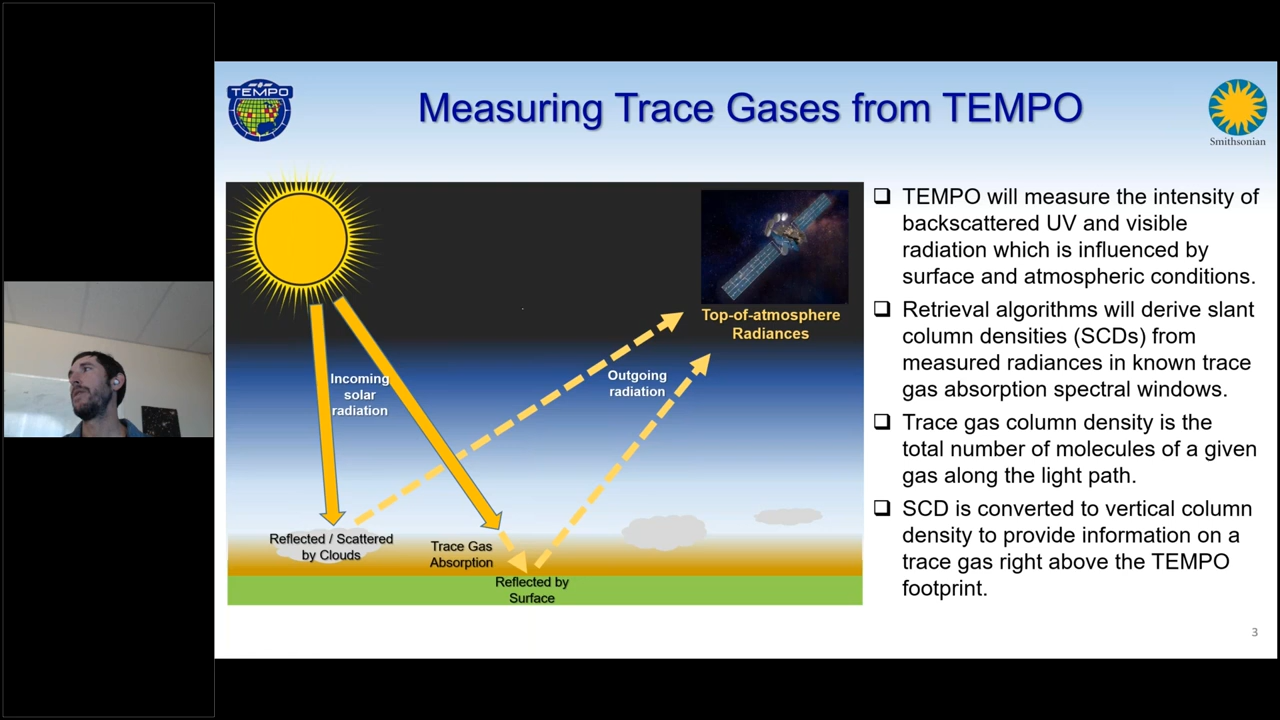 TEMPO
Measuring Trace Gases from TEMPO
Smithsonian
Top-of-atmosphere
Radiances
Incoming
solar
radiation
Outgoing
radiation
Reflected / Scattered
by Clouds
Trace Gas
Absorption
Reflected by
Surface
TEMPO will measure the intensity of
backscattered UV and visible
radiation which is influenced by
surface and atmospheric conditions.
Retrieval algorithms will derive slant
column densities (SCDs) from
measured radiances in known trace
gas absorption spectral windows.
Trace gas column density is the
total number of molecules of a given
gas along the light path.
SCD is converted to vertical column
density to provide information on a
trace gas right above the TEMPO
footprint.
3